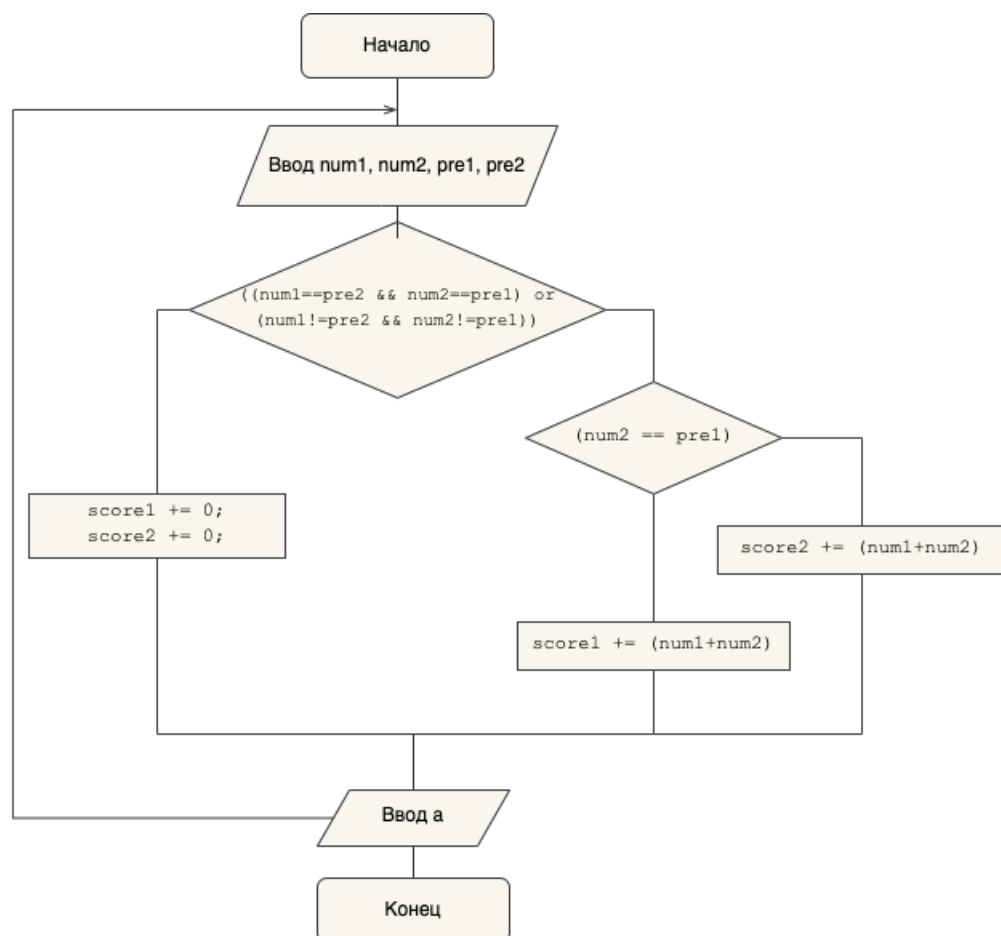 Начало
Ввод num1, num2, pre1, pre2
((num1==pre2 && num2==pre1) or
(num1!=pre2 && num2!=pre1))
(num2 == pre1)
score1 += 0;
score2 += 0;
score2 += (num1+num2)
score1 += (num1+num2)
Ввод a
Конец